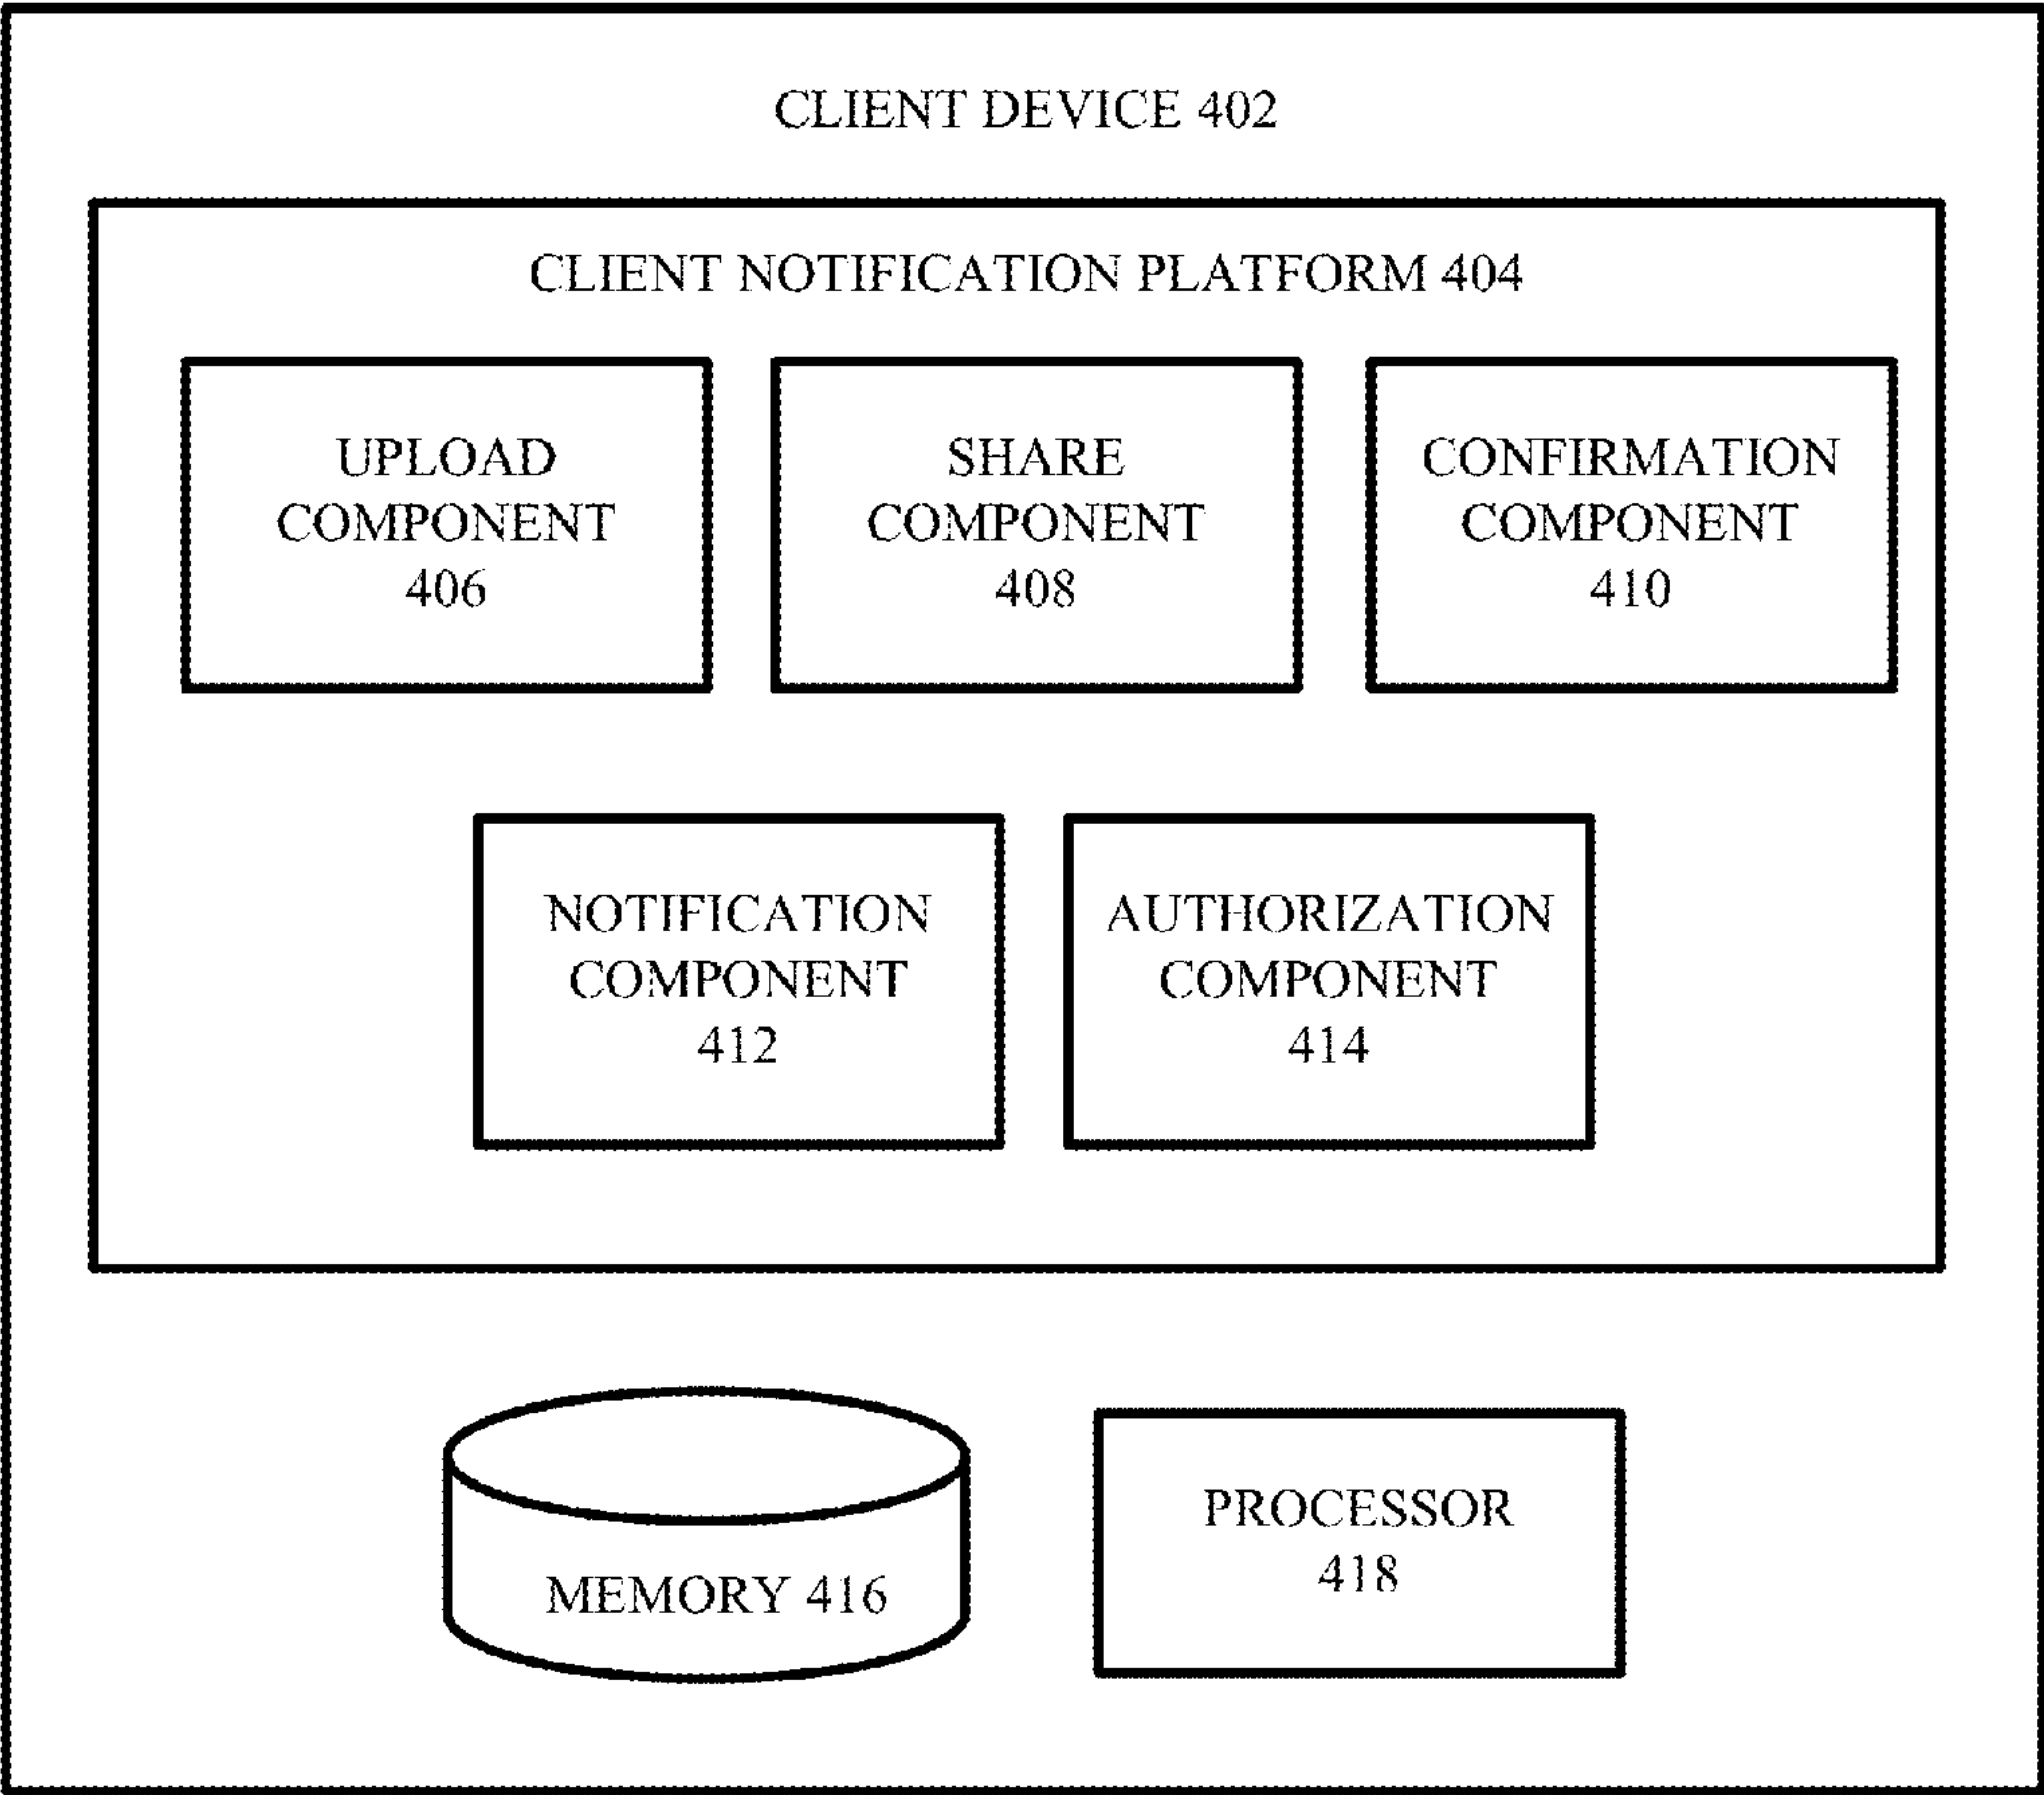 CLIENT DEVICE 402
CLIENT NOTIFICATION PLATFORM 404
UPLOAD
COMPONENT
406
SHARE
COMPONENT
408
CONFIRMATION
COMPONENT
410
NOTIFICATION
COMPONENT
412
AUTHORIZATION
COMPONENT
414
MEMORY 416
PROCESSOR
418